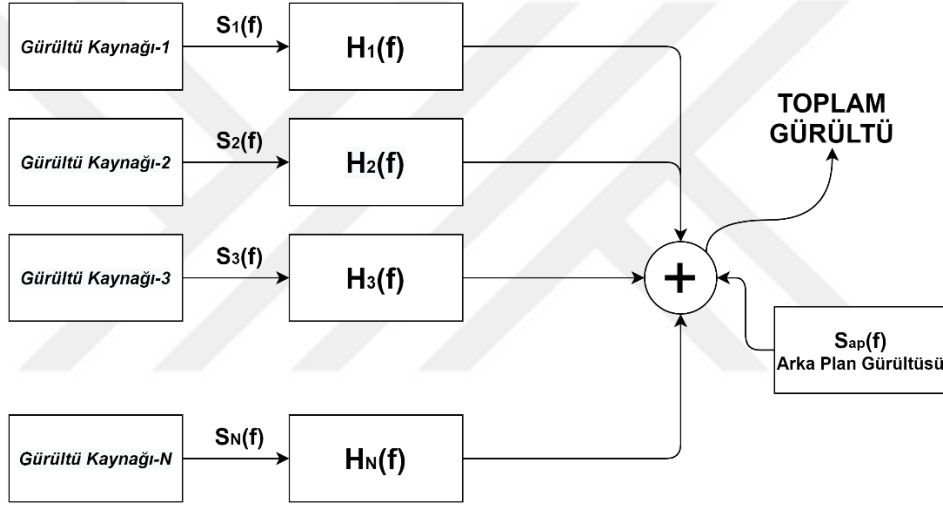 Gürültü Kaynağı-1
S1(f)
H1(f)
Gürültü Kaynağı-2
S2(f)
H2(f)
Gürültü Kaynağı-3
S3(f)
H3(f)
Gürültü Kaynağı-N
SN(f)
HN(f)
+
TOPLAM
GÜRÜLTÜ
Sap(f)
Arka Plan Gürültüsü